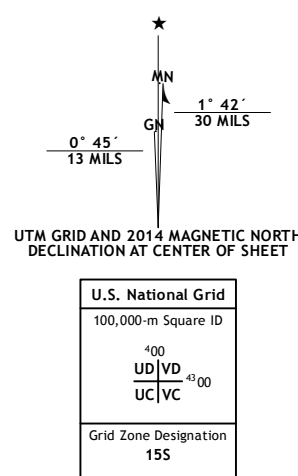 ★
MN
1° 42´
30 MILS
GN
0° 45´
13 MILS
UTM GRID AND 2014 MAGNETIC NORTH
DECLINATION AT CENTER OF SHEET
U.S. National Grid
100,000-m Square ID
400
UD VD
4300
UC VC
Grid Zone Designation
15S